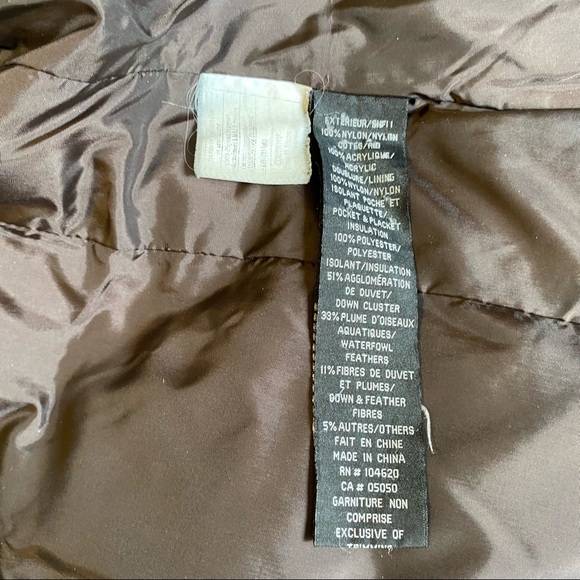 EXTÉRIEUR/SHELL
100% NYLON/NYLON
CÔTSG/RIB
100% ACRYLIQUE/
ACRYLIC
DOUBLURE/LINING
100% NYLON/NYLON
ISOLANT POCHE ET
PLAQUETTE/
POCKET & PLACKET
INSULATION
100% POLYESTER/
POLYESTER
ISOLANT/INSULATION
51% AGGLOMÉRATION
DE DUVET/
DOWN CLUSTER
33% PLUME D'OISEAUX
AQUATIQUES/
WATERFOWL
FEATHERS
11% FIBRES DE DUVET
ET PLUMES/
DOWN & FEATHER
FIBRES
5% AUTRES/OTHERS
FAIT EN CHINE
MADE IN CHINA
RN # 104620
CA # 05050
GARNITURE NON
COMPRISE
EXCLUSIVE OF
TRIMMING